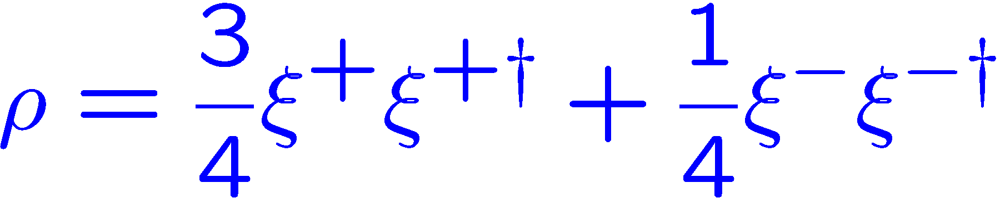 ρ = 3/4 ξ⁺ξ⁺† + 1/4 ξ⁻ξ⁻†